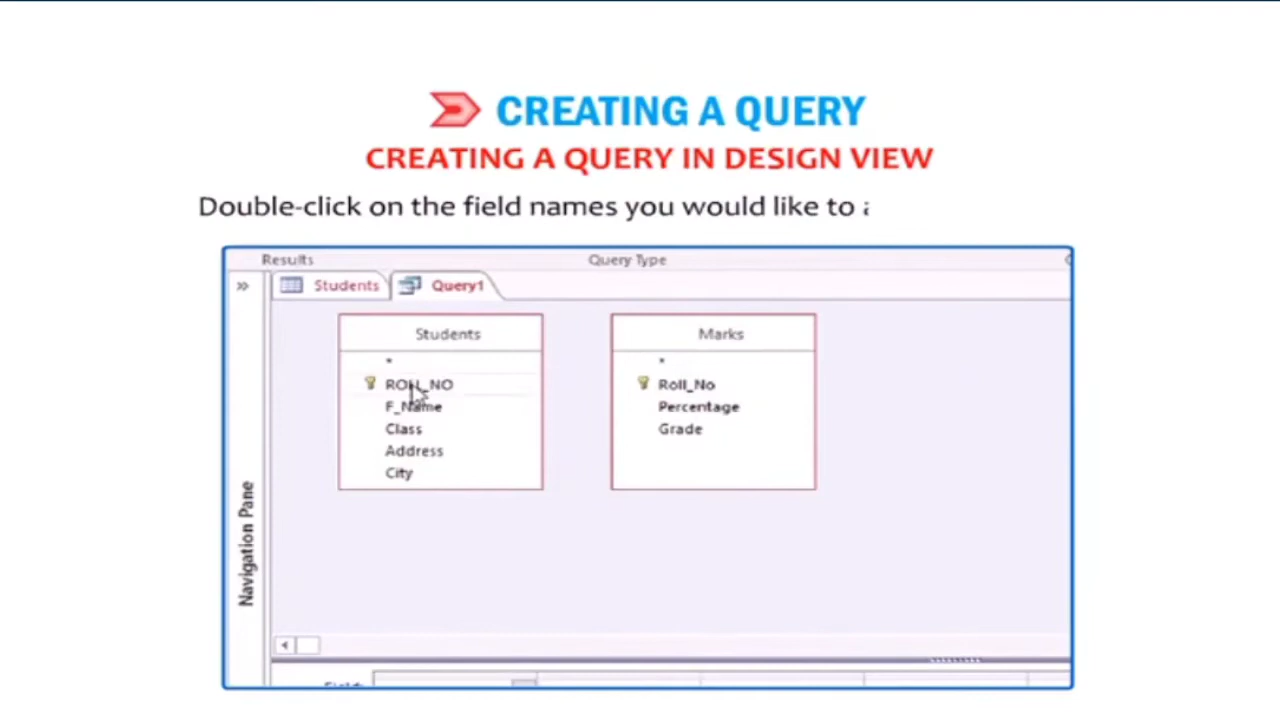 CREATING A QUERY
CREATING A QUERY IN DESIGN VIEW
Double-click on the field names you would like to
Results Query Type
Students Query1
Students Marks
*
ROLL_NO
F_Name
Class
Address
City
*
Roll_No
Percentage
Grade
Navigation Pane